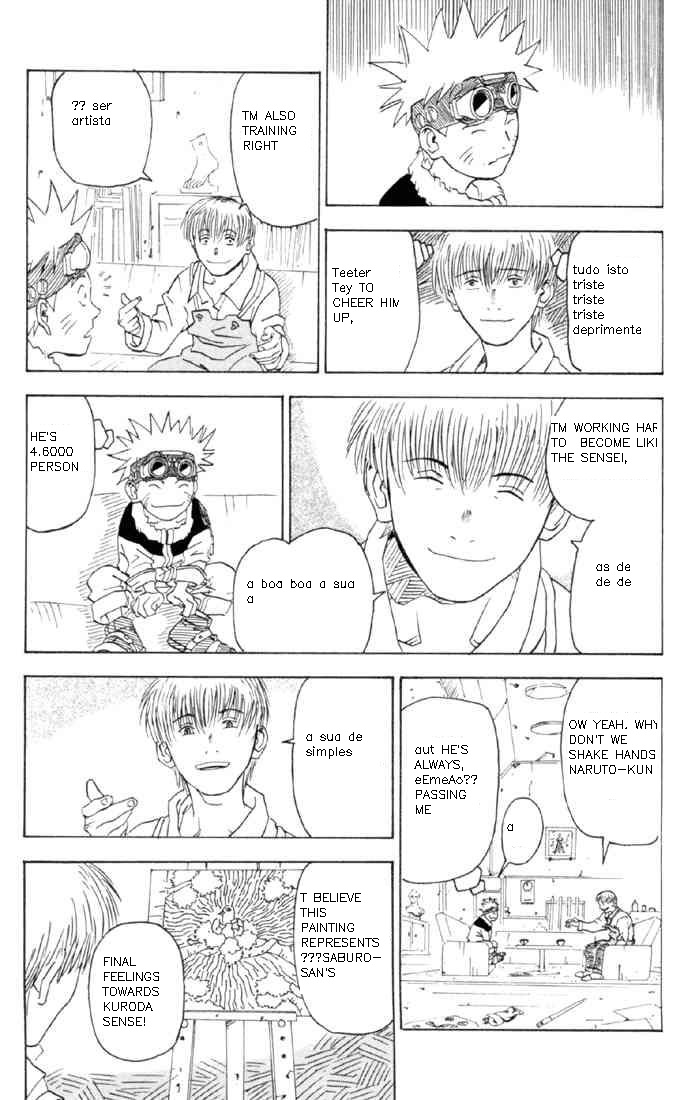 TM ALSO
TRAINING
RIGHT
?? ser
artista
tudo isto
triste
triste
triste
deprimente
Teeter
Tey TO
CHEER HIM
UP,
TM WORKING HAR
TO BECOME LIKI
THE SENSEI,
as de
de de
a boa boa a sua
a
HE'S
4.6000
PERSON
OW YEAH. WHY
DON'T WE
SHAKE HANDS
NARUTO-KUN
a
aut HE'S
ALWAYS,
eEmeAo??
PASSING
ME
a sua de
simples
T BELIEVE
THIS
PAINTING
REPRESENTS
???SABURO-
SAN'S
FINAL
FEELINGS
TOWARDS
KURODA
SENSE!